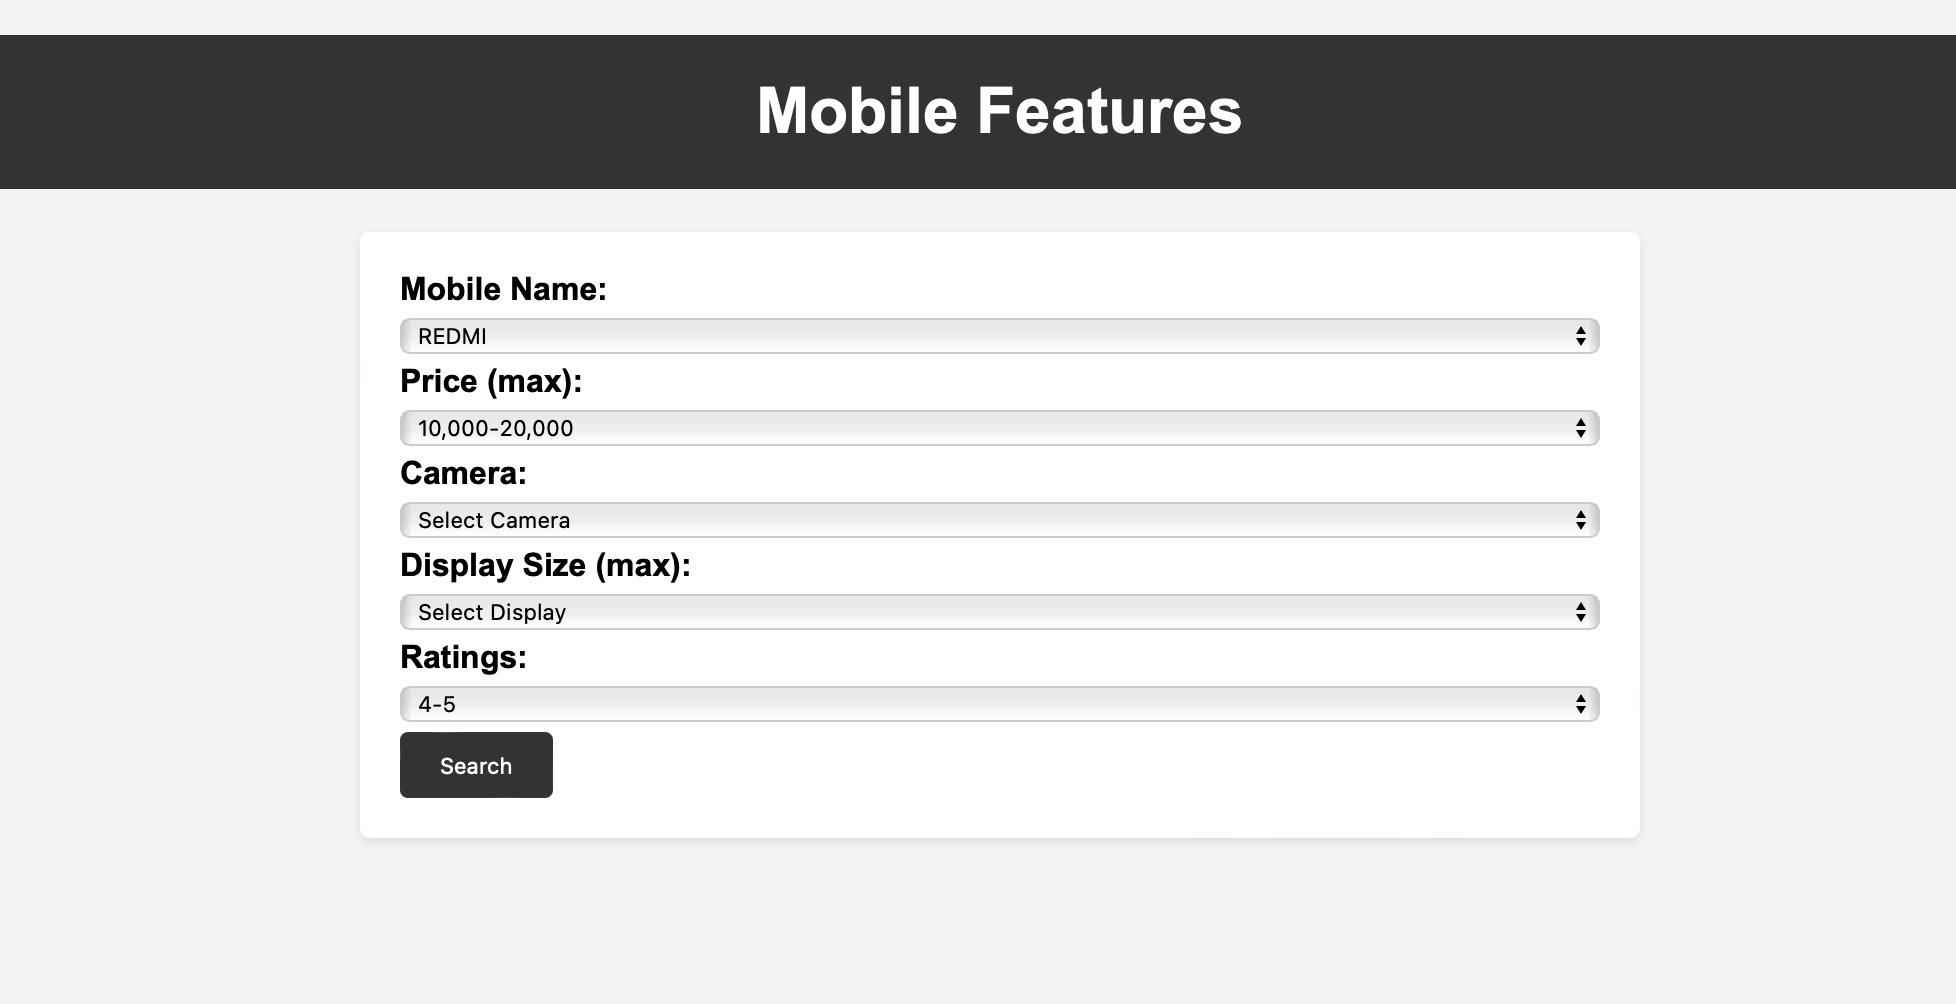 Mobile Features
Mobile Name:
REDMI
Price (max):
10,000-20,000
Camera:
Select Camera
Display Size (max):
Select Display
Ratings:
4-5
Search